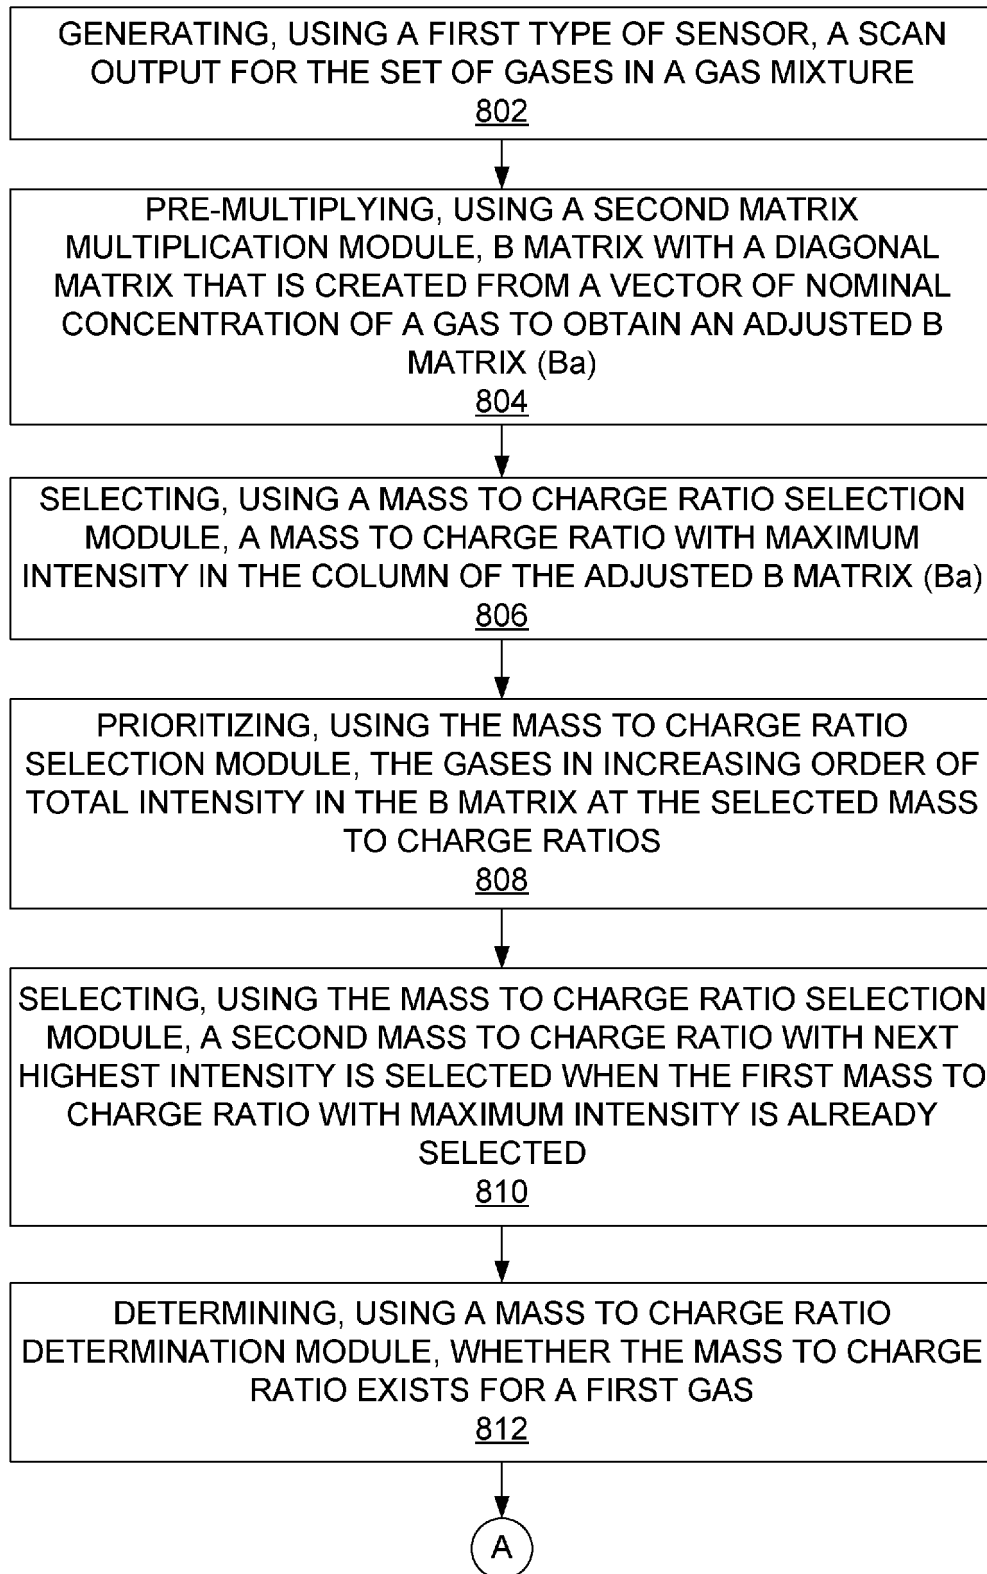 GENERATING, USING A FIRST TYPE OF SENSOR, A SCAN
OUTPUT FOR THE SET OF GASES IN A GAS MIXTURE
802
PRE-MULTIPLYING, USING A SECOND MATRIX
MULTIPLICATION MODULE, B MATRIX WITH A DIAGONAL
MATRIX THAT IS CREATED FROM A VECTOR OF NOMINAL
CONCENTRATION OF A GAS TO OBTAIN AN ADJUSTED B
MATRIX (Ba)
804
SELECTING, USING A MASS TO CHARGE RATIO SELECTION
MODULE, A MASS TO CHARGE RATIO WITH MAXIMUM
INTENSITY IN THE COLUMN OF THE ADJUSTED B MATRIX (Ba)
806
PRIORITIZING, USING THE MASS TO CHARGE RATIO
SELECTION MODULE, THE GASES IN INCREASING ORDER OF
TOTAL INTENSITY IN THE B MATRIX AT THE SELECTED MASS
TO CHARGE RATIOS
808
SELECTING, USING THE MASS TO CHARGE RATIO SELECTION
MODULE, A SECOND MASS TO CHARGE RATIO WITH NEXT
HIGHEST INTENSITY IS SELECTED WHEN THE FIRST MASS TO
CHARGE RATIO WITH MAXIMUM INTENSITY IS ALREADY
SELECTED
810
DETERMINING, USING A MASS TO CHARGE RATIO
DETERMINATION MODULE, WHETHER THE MASS TO CHARGE
RATIO EXISTS FOR A FIRST GAS
812
A